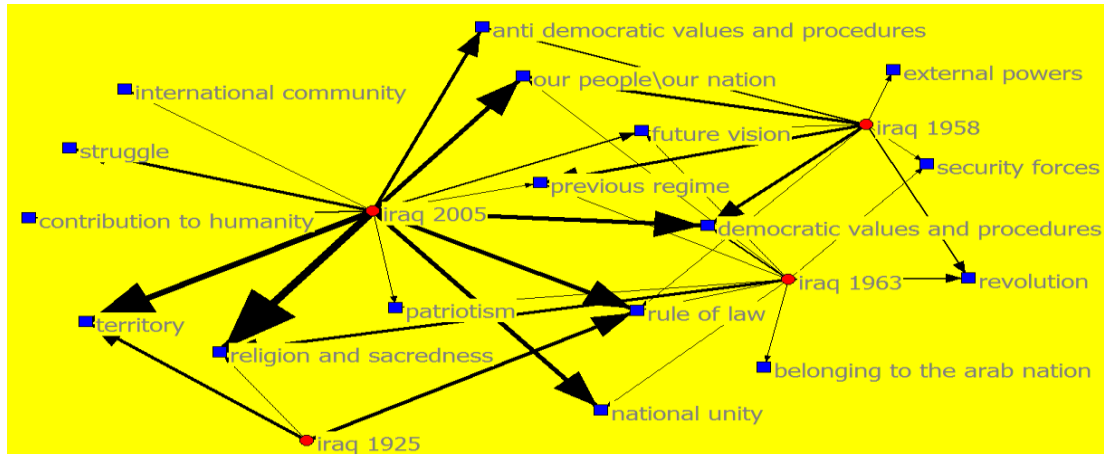 anti democratic values and procedures
our people\our nation
external powers
international community
iraq 1958
future vision
struggle
security forces
previous regime
iraq 2005
contribution to humanity
democratic values and procedures
iraq 1963
revolution
patriotism
rule of law
territory
religion and sacredness
belonging to the arab nation
national unity
iraq 1925